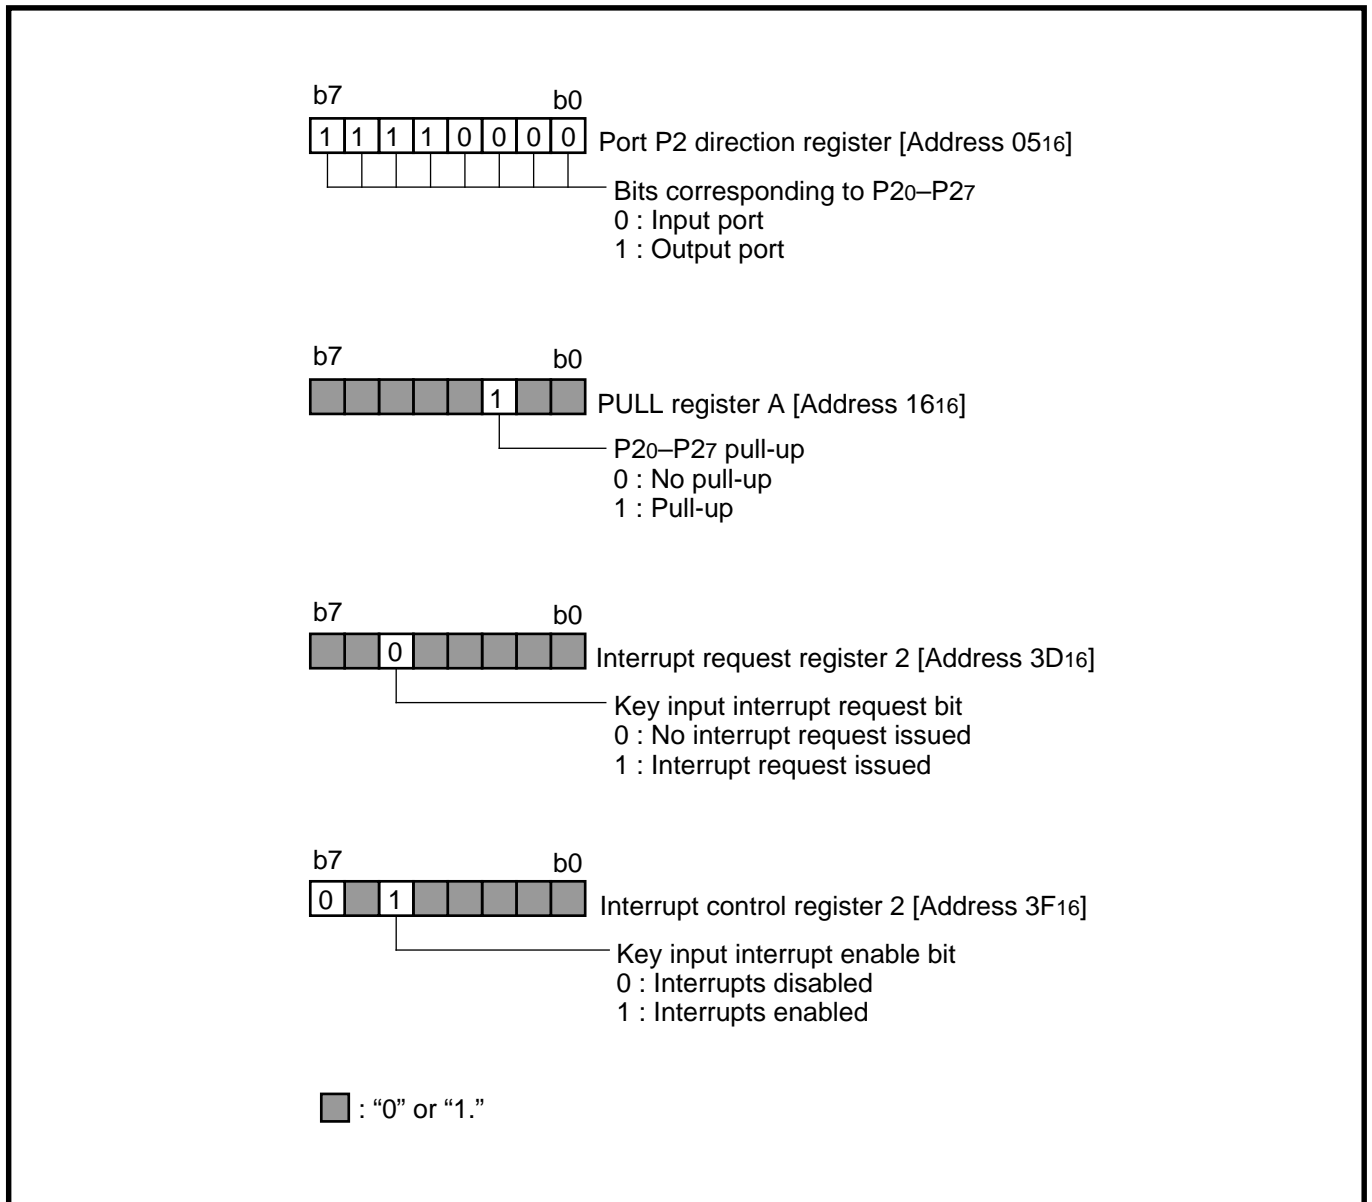 b7 b0
1 1 1 1 0 0 0 0 Port P2 direction register [Address 0516]
Bits corresponding to P20–P27
0 : Input port
1 : Output port
b7 b0
1 PULL register A [Address 1616]
P20–P27 pull-up
0 : No pull-up
1 : Pull-up
b7 b0
0 Interrupt request register 2 [Address 3D16]
Key input interrupt request bit
0 : No interrupt request issued
1 : Interrupt request issued
b7 b0
0 1 Interrupt control register 2 [Address 3F16]
Key input interrupt enable bit
0 : Interrupts disabled
1 : Interrupts enabled
: “0” or “1.”